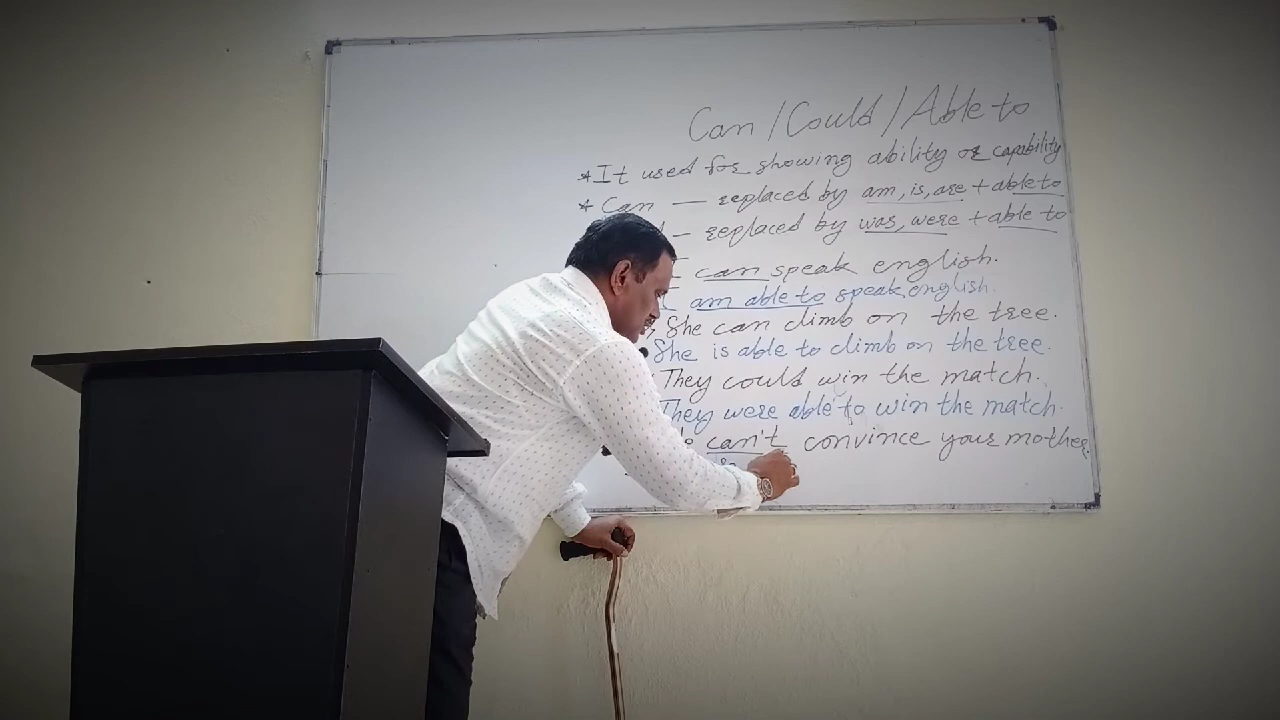 Can / Could / Able to
* It used for showing ability or capability
* Can — replaced by am, is, are + able to
— replaced by was, were + able to
can speak english.
am able to speak english.
She can climb on the tree.
She is able to climb on the tree.
They could win the match.
They were able to win the match.
can't convince your mother.